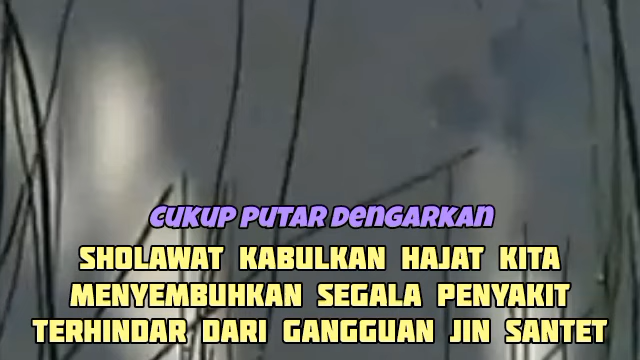 CUKUP PUTAR DENGARKAN
SHOLAWAT KABULKAN HAJAT KITA
MENYEMBUHKAN SEGALA PENYAKIT
TERHINDAR DARI GANGGUAN JIN SANTET